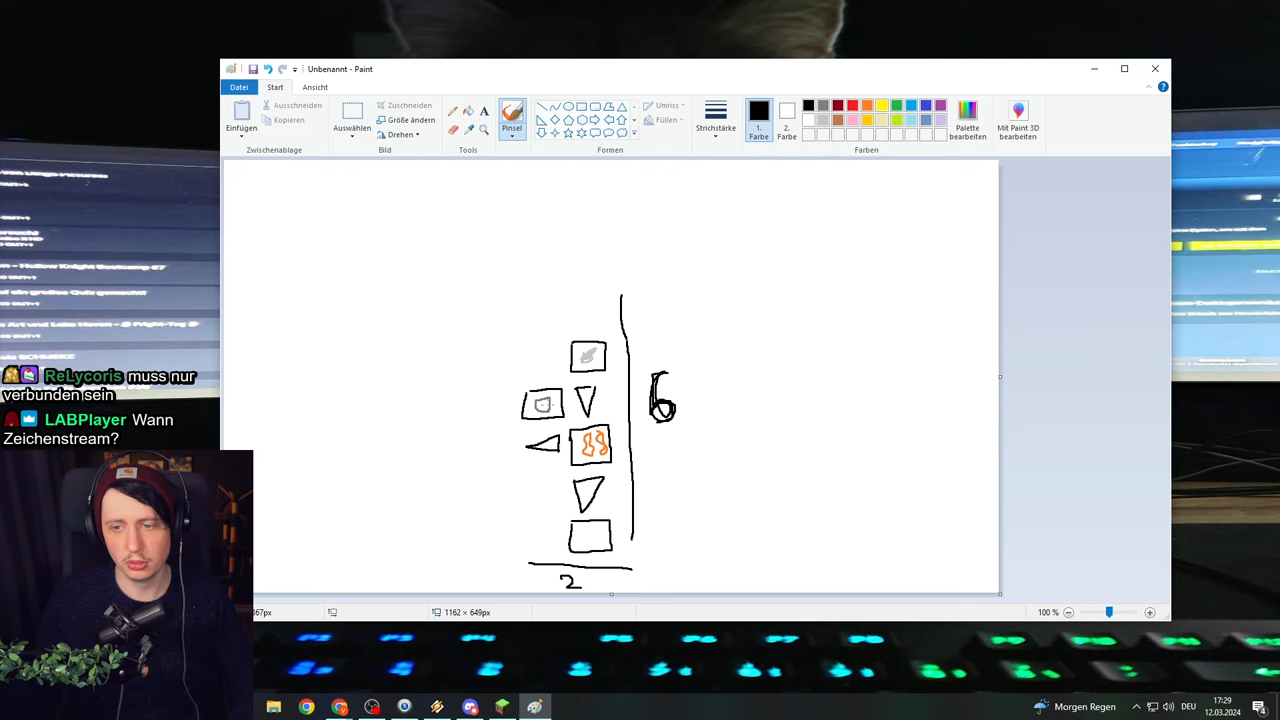 Unbenannt - Paint
Datei
Start
Ansicht
Einfügen
Ausschneiden
Kopieren
Zwischenablage
Auswählen
Zuschneiden
Größe ändern
Drehen
Bild
A
Tools
Pinsel
Umriss
Füllen
Formen
Strichstärke
1.
Farbe
2.
Farbe
Palette
bearbeiten
Mit Paint 3D
bearbeiten
Farben
6
2
ReLycoris muss nur
verbunden sein
LABPlayer Wann
Zeichenstream?
367px
1162 × 649px
100 %
Morgen Regen
DEU
17:29
12.03.2024